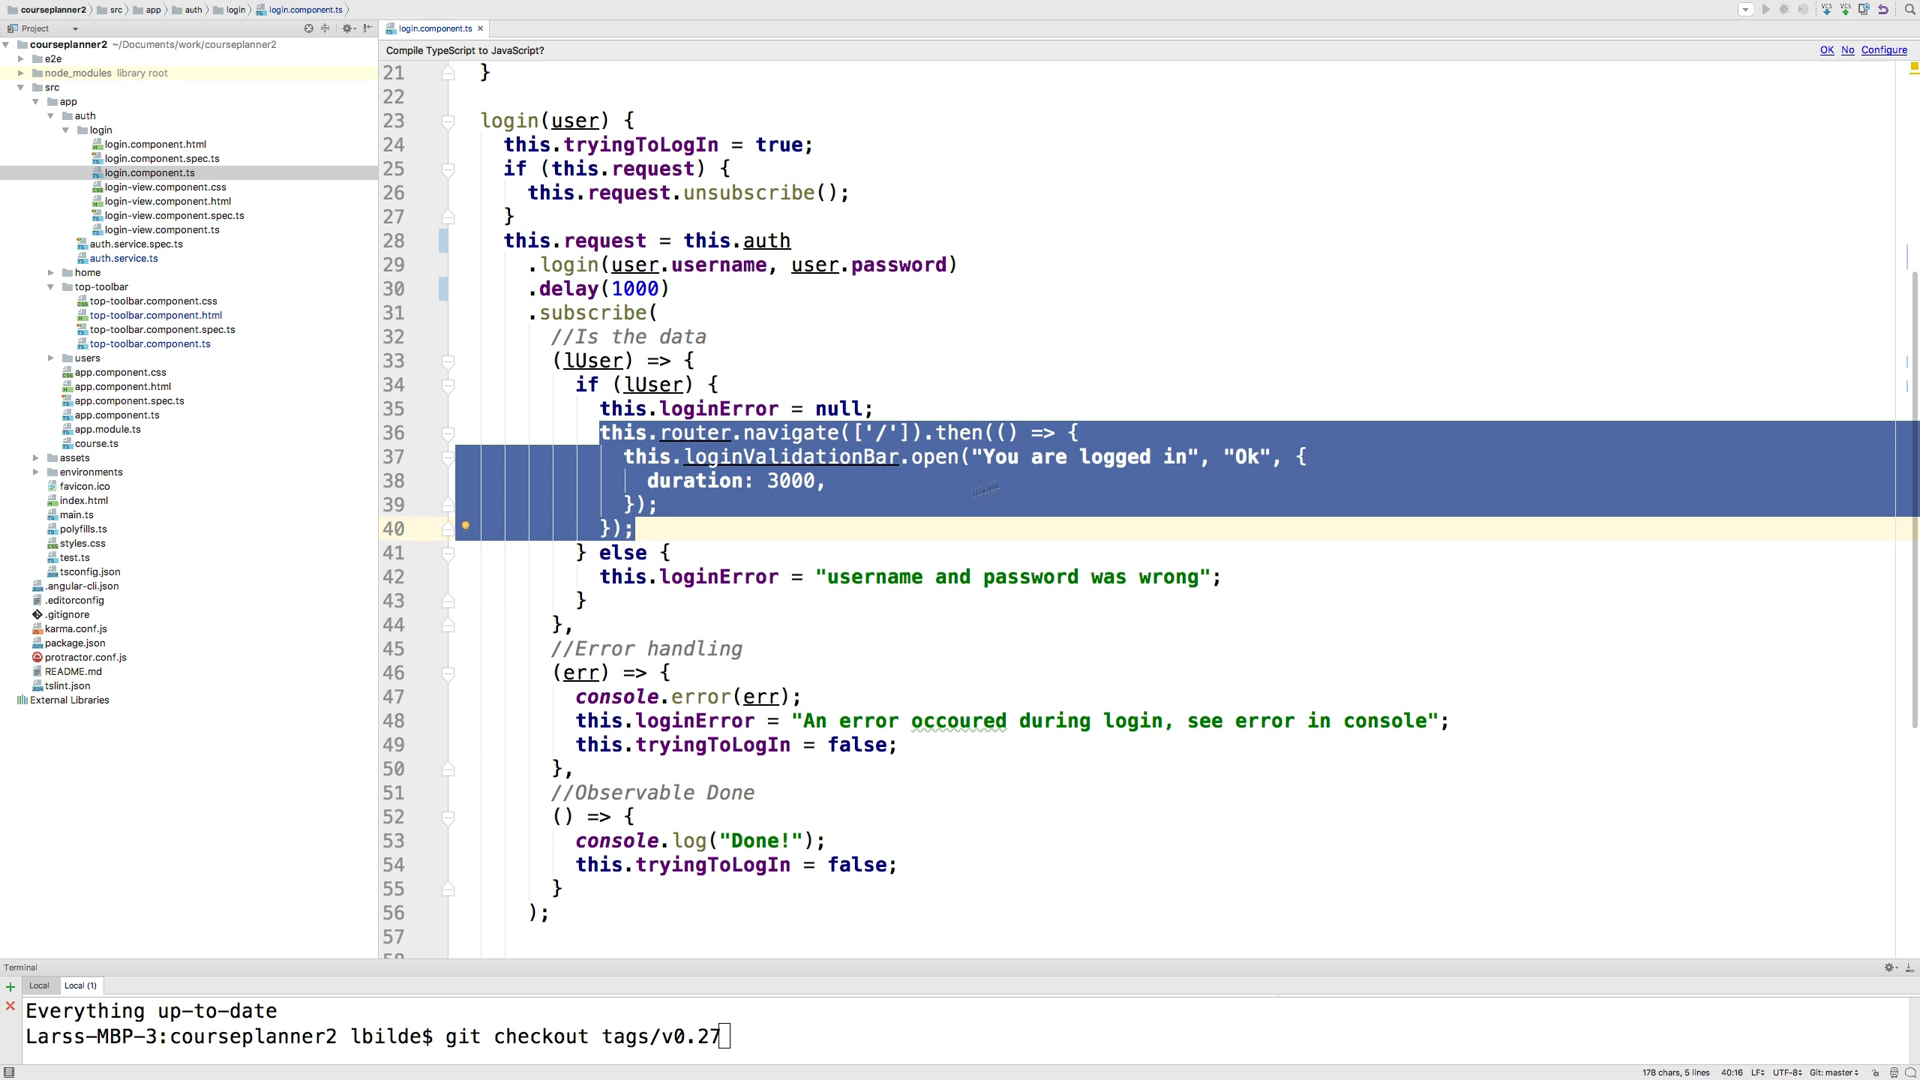 courseplanner2 src app auth login login.component.ts
Project
login.component.ts
courseplanner2 ~/Documents/work/courseplanner2
Compile TypeScript to JavaScript?
OK No Configure
e2e
node_modules library root
src
app
auth
login
login.component.html
login.component.spec.ts
login.component.ts
login-view.component.css
login-view.component.html
login-view.component.spec.ts
login-view.component.ts
auth.service.spec.ts
auth.service.ts
home
top-toolbar
top-toolbar.component.css
top-toolbar.component.html
top-toolbar.component.spec.ts
top-toolbar.component.ts
users
app.component.css
app.component.html
app.component.spec.ts
app.component.ts
app.module.ts
course.ts
assets
environments
favicon.ico
index.html
main.ts
polyfills.ts
styles.css
test.ts
tsconfig.json
.angular-cli.json
.editorconfig
.gitignore
karma.conf.js
package.json
protractor.conf.js
README.md
tslint.json
External Libraries
21 }
22
23 login(user) {
24 this.tryingToLogIn = true;
25 if (this.request) {
26 this.request.unsubscribe();
27 }
28 this.request = this.auth
29 .login(user.username, user.password)
30 .delay(1000)
31 .subscribe(
32 //Is the data
33 (lUser) => {
34 if (lUser) {
35 this.loginError = null;
36 this.router.navigate(['/']).then(() => {
37 this.loginValidationBar.open("You are logged in", "Ok", {
38 duration: 3000,
39 });
40 });
41 } else {
42 this.loginError = "username and password was wrong";
43 }
44 },
45 //Error handling
46 (err) => {
47 console.error(err);
48 this.loginError = "An error occoured during login, see error in console";
49 this.tryingToLogIn = false;
50 },
51 //Observable Done
52 () => {
53 console.log("Done!");
54 this.tryingToLogIn = false;
55 }
56 );
57
Terminal
Local Local (1)
Everything up-to-date
Larss-MBP-3:courseplanner2 lbilde$ git checkout tags/v0.27
178 chars, 5 lines 40:16 LF UTF-8 Git: master